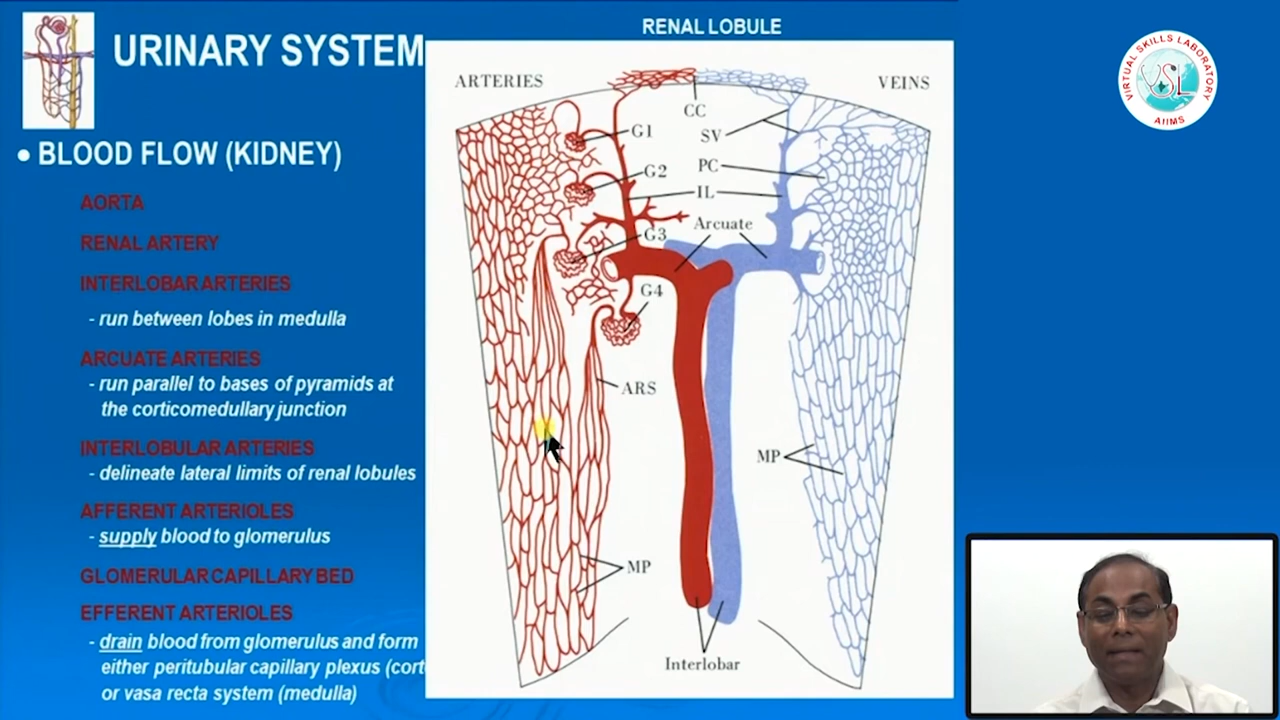 URINARY SYSTEM
• BLOOD FLOW (KIDNEY)
AORTA
RENAL ARTERY
INTERLOBAR ARTERIES
- run between lobes in medulla
ARCUATE ARTERIES
- run parallel to bases of pyramids at
the corticomedullary junction
INTERLOBULAR ARTERIES
- delineate lateral limits of renal lobules
AFFERENT ARTERIOLES
- supply blood to glomerulus
GLOMERULAR CAPILLARY BED
EFFERENT ARTERIOLES
- drain blood from glomerulus and form
either peritubular capillary plexus (cort
or vasa recta system (medulla)
RENAL LOBULE
ARTERIES
VEINS
CC
G1
SV
G2
PC
IL
Arcuate
G3
G4
ARS
MP
MP
Interlobar
VIRTUAL SKILLS LABORATORY
VSL
AIIMS